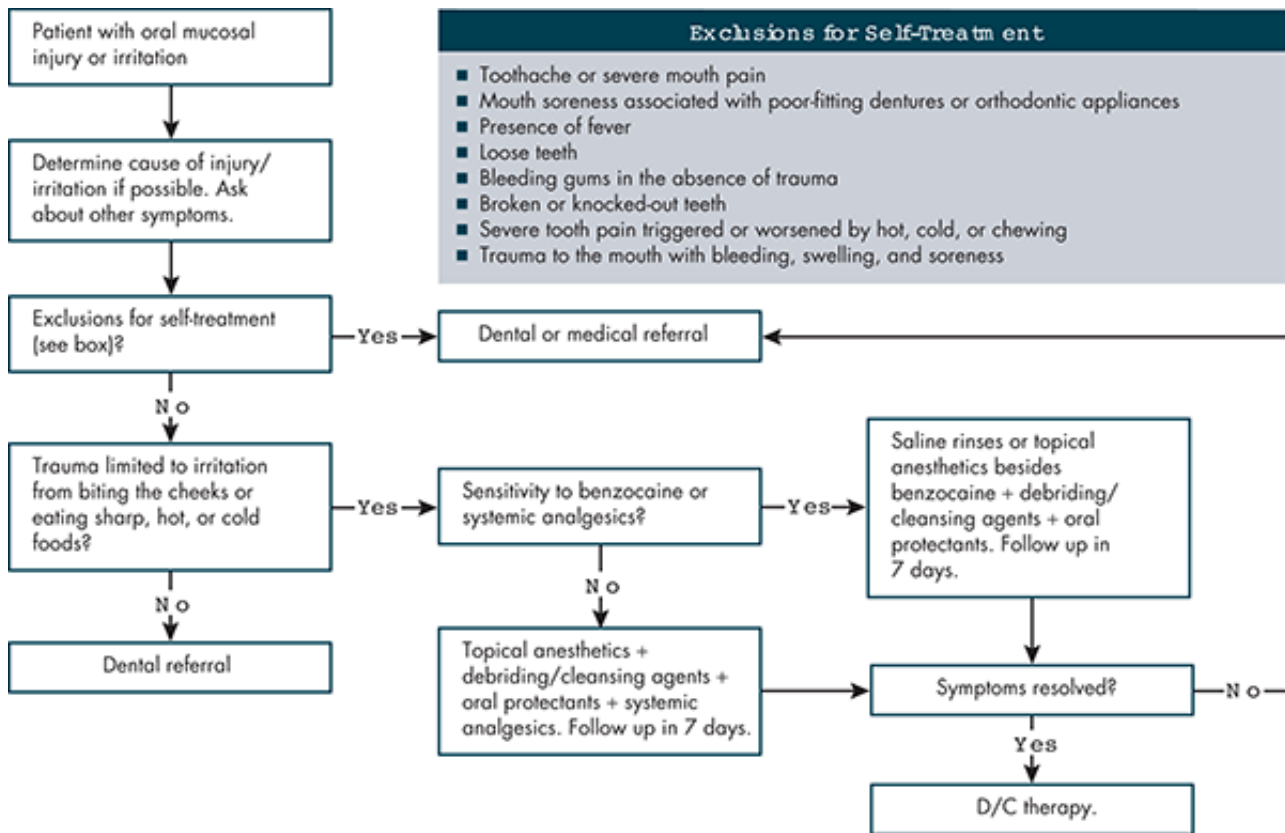 Patient with oral mucosal
injury or irritation
Exclusions for Self-Treatment
■ Toothache or severe mouth pain
■ Mouth soreness associated with poor-fitting dentures or orthodontic appliances
■ Presence of fever
■ Loose teeth
■ Bleeding gums in the absence of trauma
■ Broken or knocked-out teeth
■ Severe tooth pain triggered or worsened by hot, cold, or chewing
■ Trauma to the mouth with bleeding, swelling, and soreness
Determine cause of injury/
irritation if possible. Ask
about other symptoms.
Exclusions for self-treatment
(see box)?
Yes
Dental or medical referral
No
Trauma limited to irritation
from biting the cheeks or
eating sharp, hot, or cold
foods?
Yes
Sensitivity to benzocaine or
systemic analgesics?
Yes
Saline rinses or topical
anesthetics besides
benzocaine + debriding/
cleansing agents + oral
protectants. Follow up in
7 days.
No
Dental referral
No
Topical anesthetics +
debriding/cleansing agents +
oral protectants + systemic
analgesics. Follow up in 7 days.
Symptoms resolved?
No
Yes
D/C therapy.